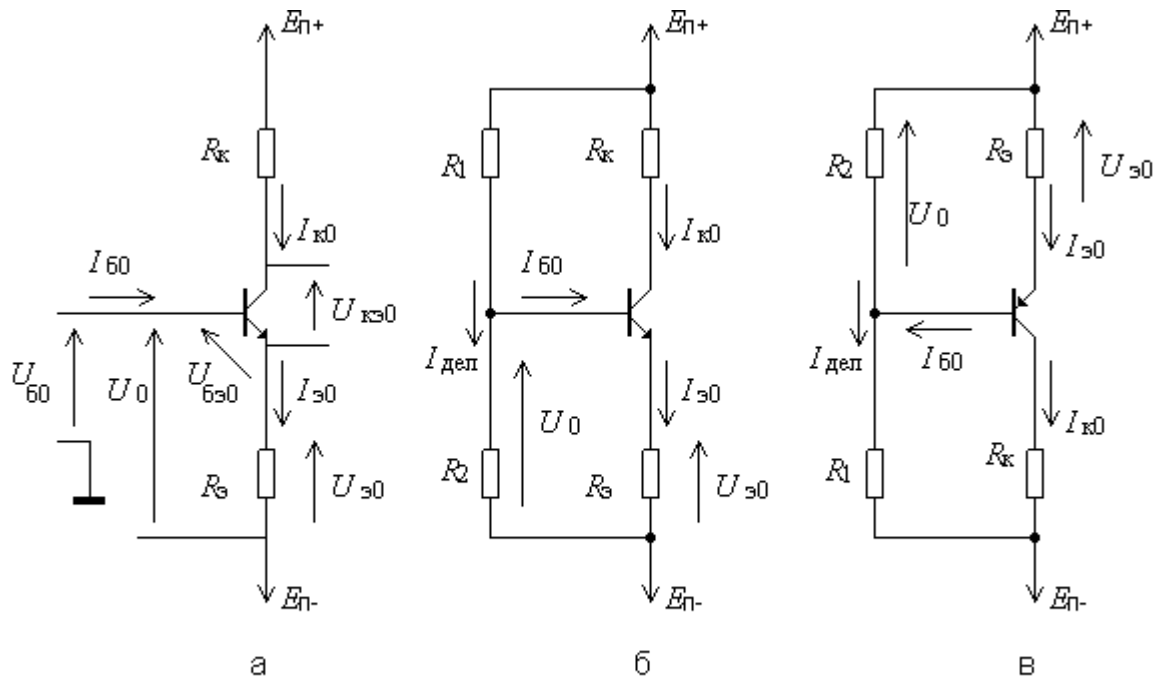 Eп+ Eп+ Eп+
Rк R1 Rк R2 Rэ Uэ0
U0
Iк0 Iк0 Iэ0
Iб0 Iб0
Uкэ0
Iдел Iдел Iб0
Uб0 U0 Uбэ0 Iэ0 U0 Iэ0 Iк0
Rэ Uэ0 R2 Rэ Uэ0 R1 Rк
Eп- Eп- Eп-
а б в